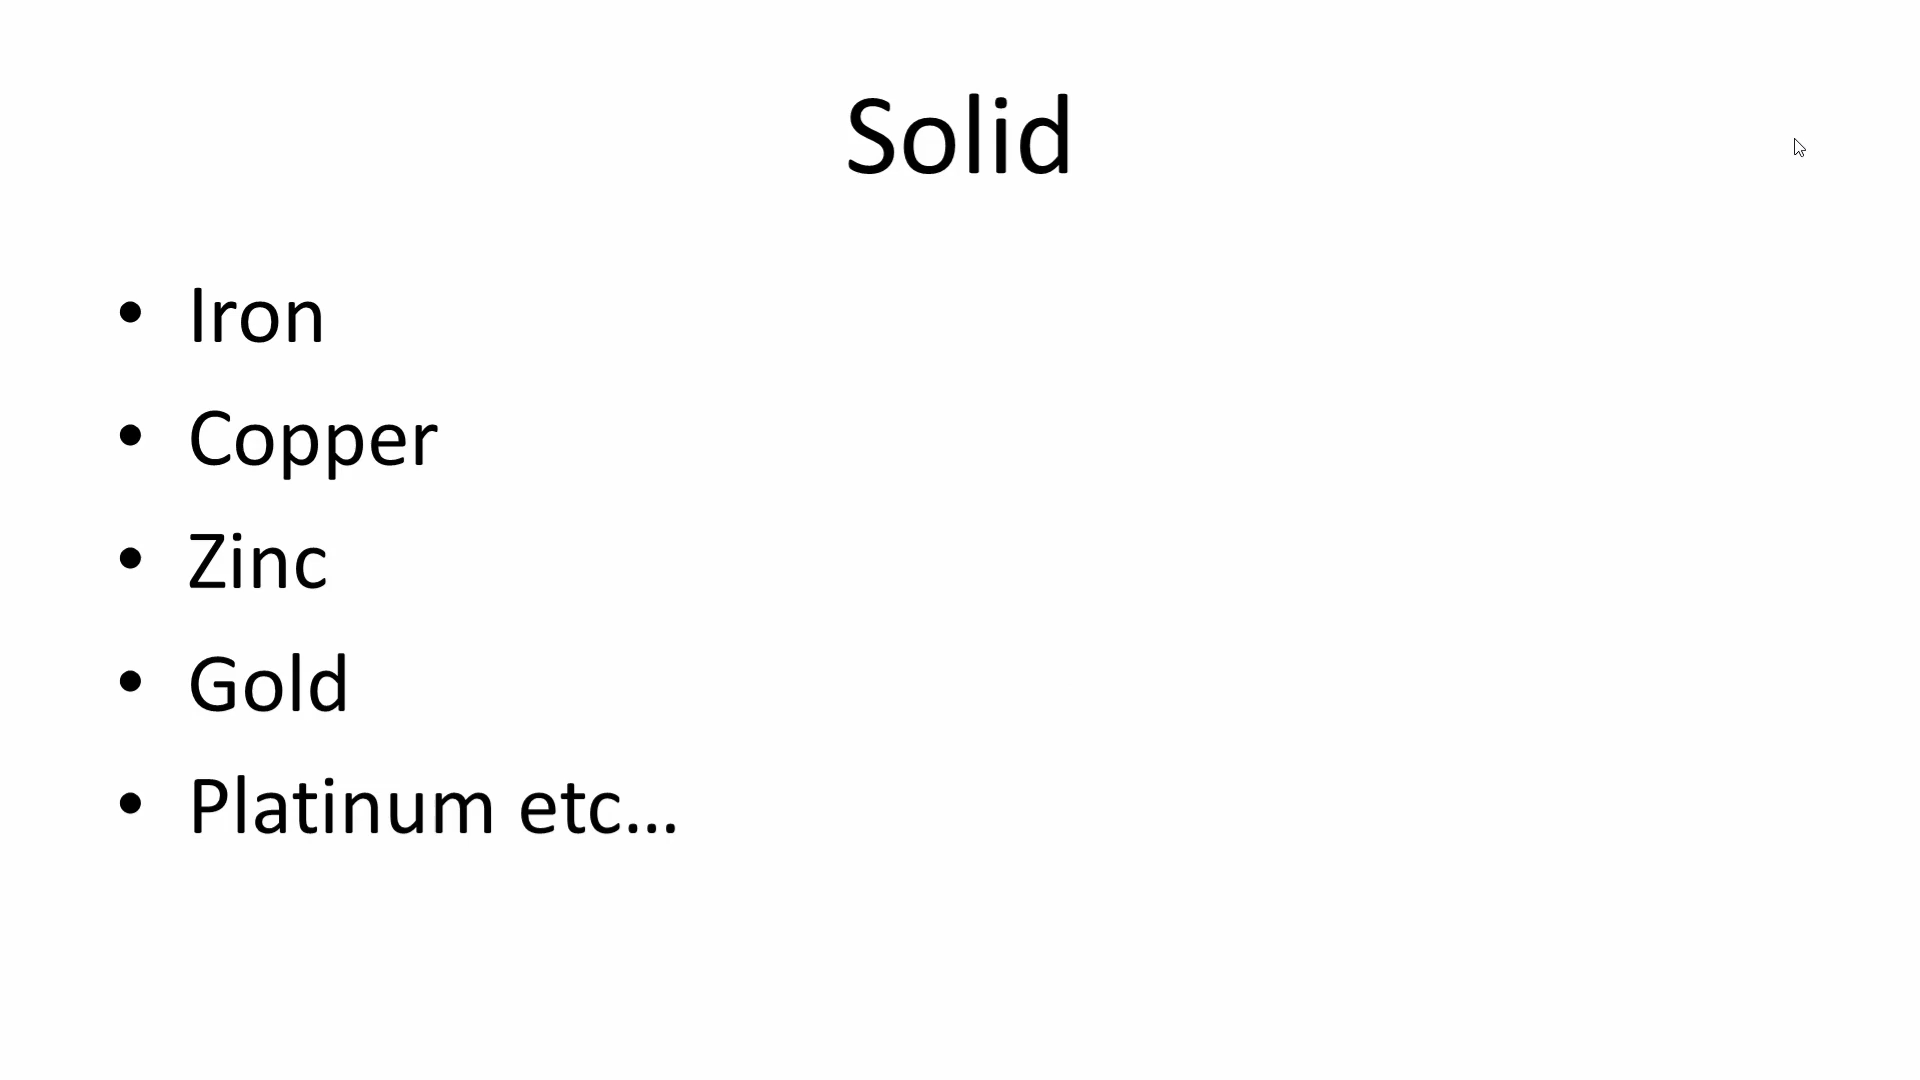 Solid
• Iron
• Copper
• Zinc
• Gold
• Platinum etc...